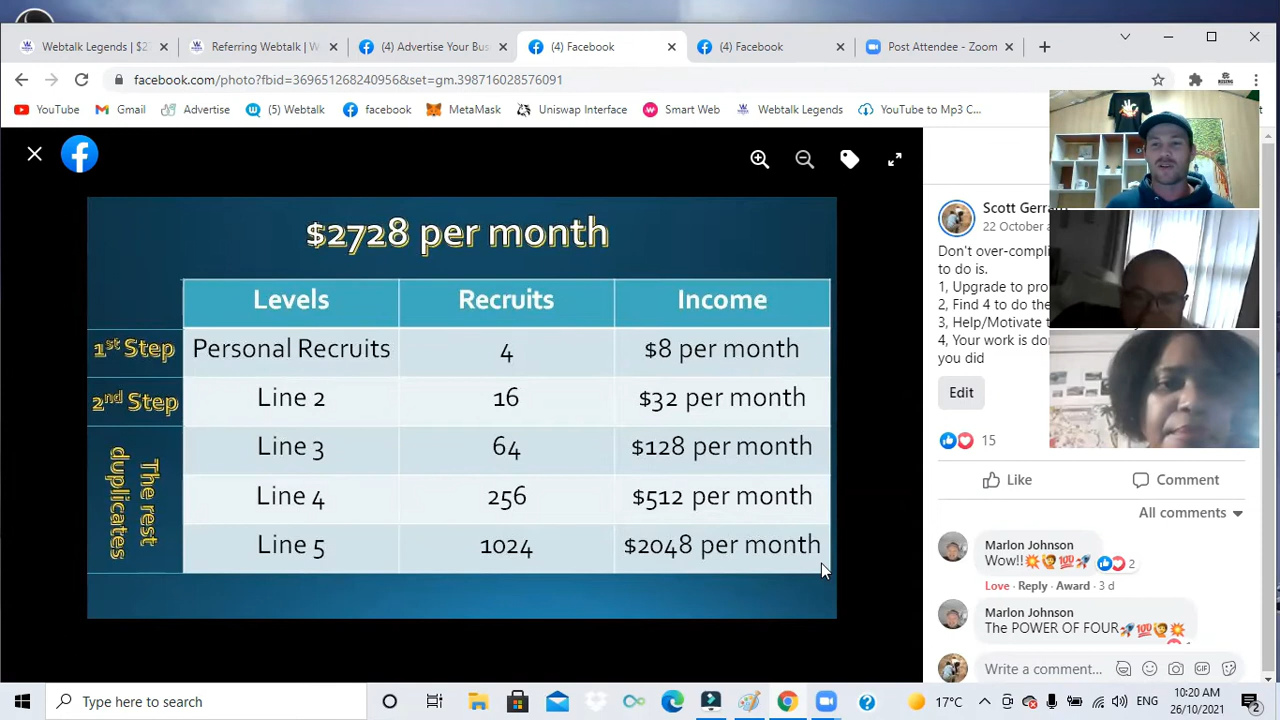 Webtalk Legends | $2
Referring Webtalk | W
(4) Advertise Your Bus
(4) Facebook
(4) Facebook
Post Attendee - Zoom
facebook.com/photo?fbid=3696512682409568&set=gm.398716028576091
YouTube
Gmail
Advertise
(5) Webtalk
facebook
MetaMask
Uniswap Interface
Smart Web
Webtalk Legends
YouTube to Mp3 C...
$2728 per month
Levels Recruits Income
1st Step Personal Recruits 4 $8 per month
2nd Step Line 2 16 $32 per month
The rest
duplicates
Line 3 64 $128 per month
Line 4 256 $512 per month
Line 5 1024 $2048 per month
Scott Gerra
22 October a
Don't over-compli
to do is.
1, Upgrade to pro
2, Find 4 to do the
3, Help/Motivate t
4, Your work is do
you did
Edit
15
Like
Comment
All comments
Marlon Johnson
Wow!!💥🙋💯🚀
2
Love · Reply · Award · 3 d
Marlon Johnson
The POWER OF FOUR🚀💯🙋💥
Write a comment...
GIF
Type here to search
17°C
ENG
10:20 AM
26/10/2021
2